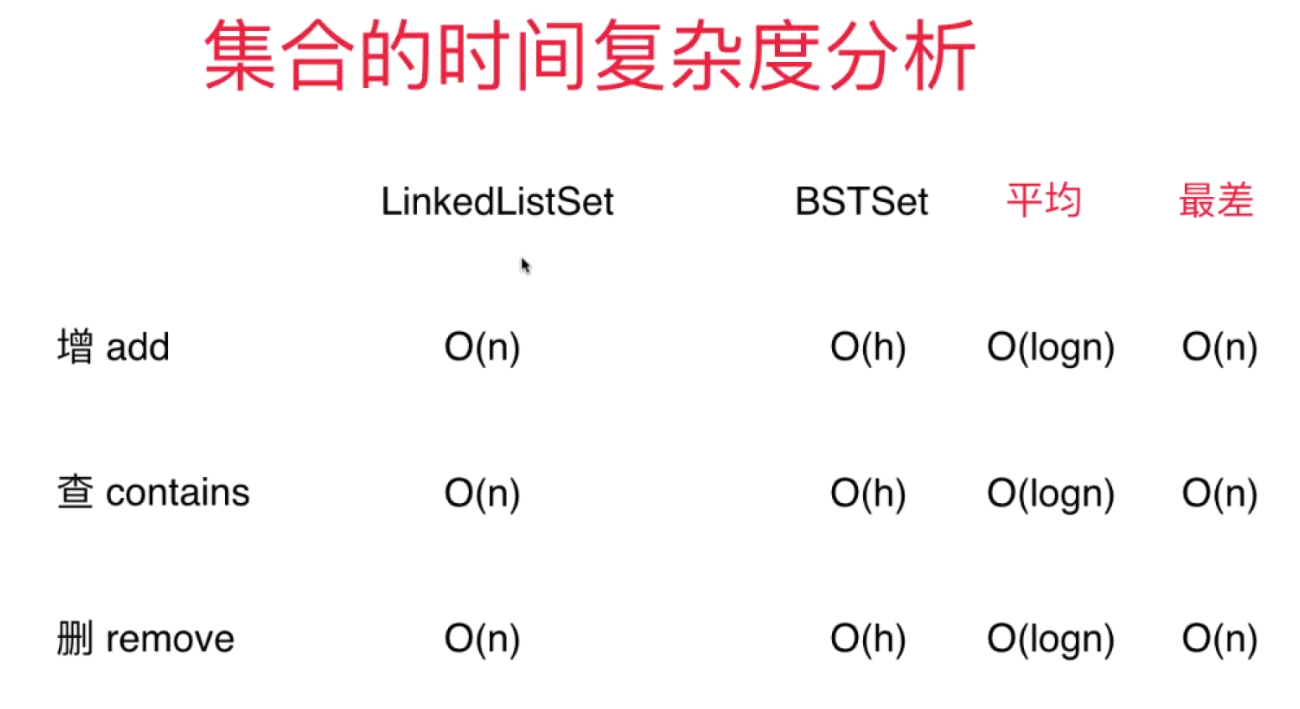 集合的时间复杂度分析
LinkedListSet BSTSet 平均 最差
增 add O(n) O(h) O(logn) O(n)
查 contains O(n) O(h) O(logn) O(n)
删 remove O(n) O(h) O(logn) O(n)